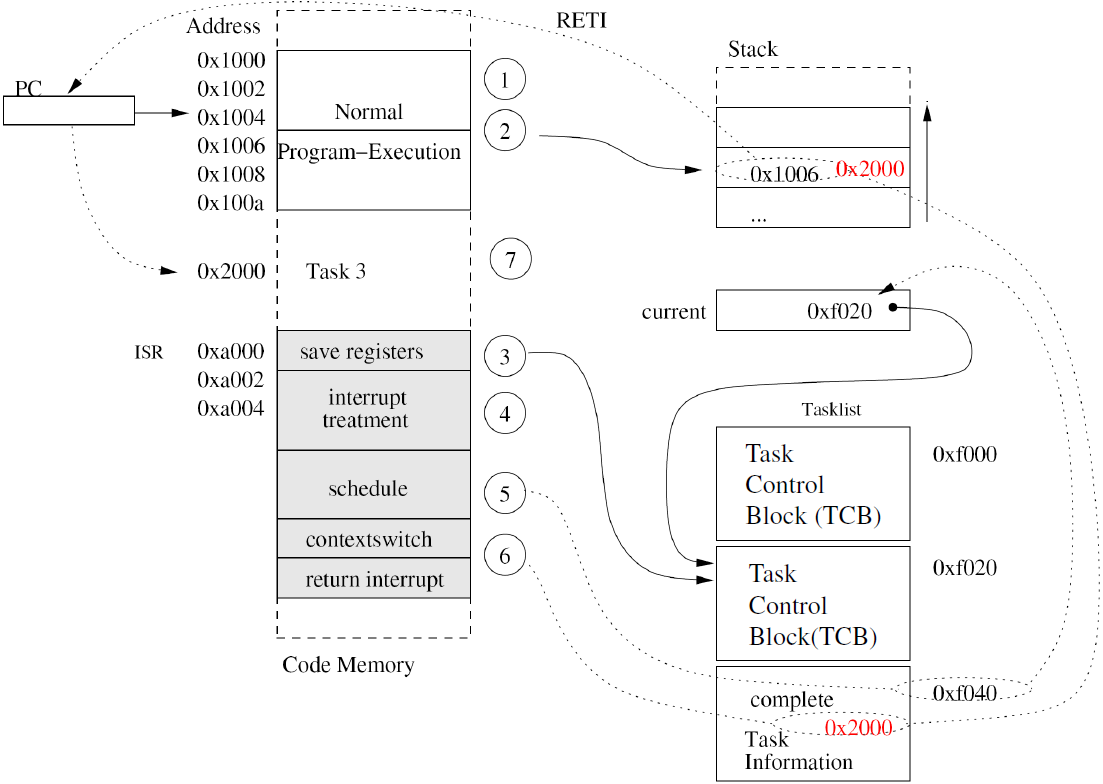 RETI
Address
Stack
PC
0x1000
0x1002
0x1004
0x1006
0x1008
0x100a
Normal
Program-Execution
1
2
0x1006 0x2000
...
0x2000
Task 3
7
current
0xf020
ISR
0xa000
0xa002
0xa004
save registers
interrupt
treatment
schedule
contextswitch
return interrupt
3
4
5
6
Code Memory
Tasklist
Task
Control
Block (TCB)
0xf000
Task
Control
Block(TCB)
0xf020
complete
0xf040
0x2000
Task
Information